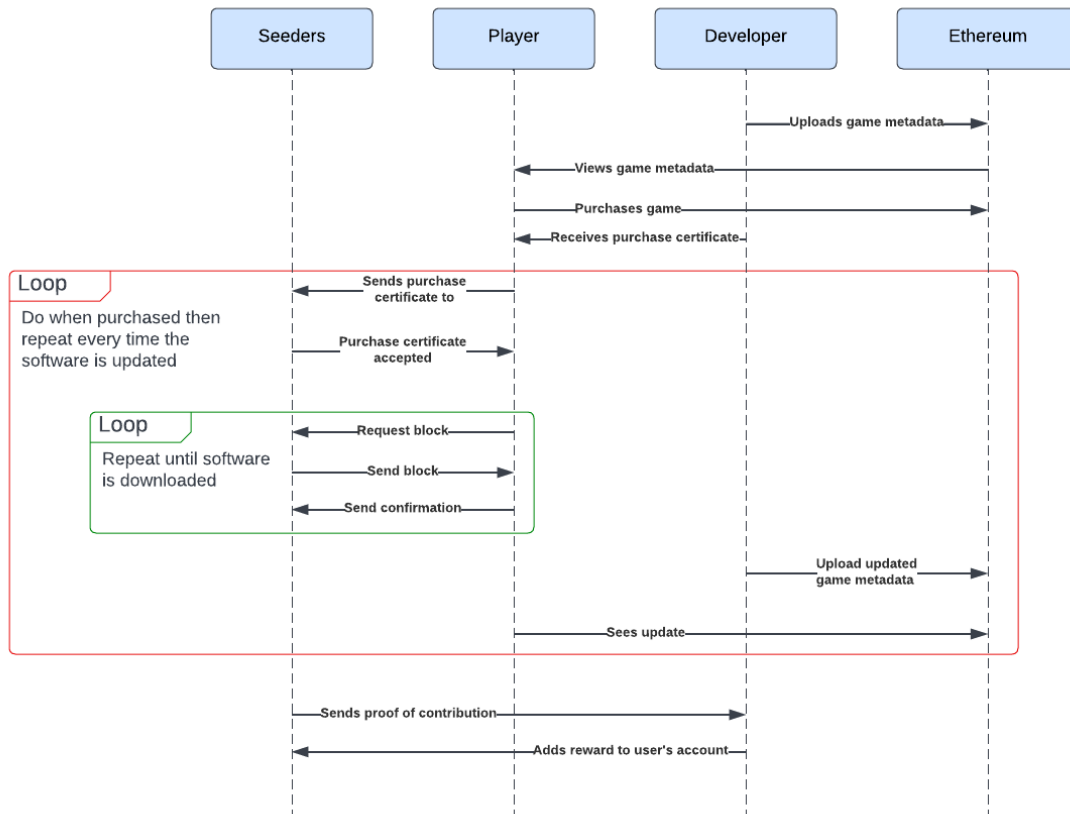 Seeders
Player
Developer
Ethereum
Uploads game metadata
Views game metadata
Purchases game
Receives purchase certificate
Loop
Do when purchased then
repeat every time the
software is updated
Sends purchase
certificate to
Purchase certificate
accepted
Loop
Repeat until software
is downloaded
Request block
Send block
Send confirmation
Upload updated
game metadata
Sees update
Sends proof of contribution
Adds reward to user's account